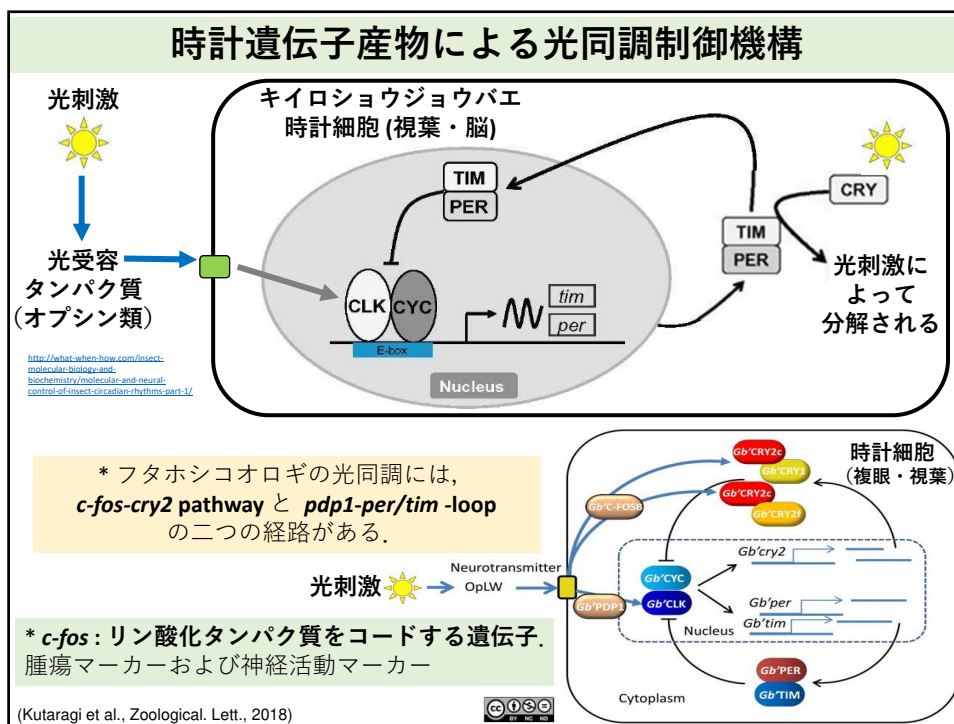 時計遺伝子産物による光同調制御機構
光刺激
光受容
タンパク質
(オプシン類)
http://what-when-how.com/insect-
molecular-biology-and-
biochemistry/molecular-and-neural-
control-of-insect-circadian-rhythms-part-1/
キイロショウジョウバエ
時計細胞 (視葉・脳)
TIM
PER
CLK
CYC
E-box
tim
per
Nucleus
TIM
PER
CRY
光刺激に
よって
分解される
* フタホシコオロギの光同調には,
c-fos-cry2 pathway と pdp1-per/tim -loop
の二つの経路がある.
光刺激
Neurotransmitter
OpLW
時計細胞
(複眼・視葉)
Gb'CRY2c
Gb'CRY1
Gb'CRY2c
Gb'CRY2f
Gb'C-FOSB
Gb'PDP1
Gb'CYC
Gb'CLK
Gb'cry2
Gb'per
Gb'tim
Nucleus
Gb'PER
Gb'TIM
Cytoplasm
* c-fos : リン酸化タンパク質をコードする遺伝子.
腫瘍マーカーおよび神経活動マーカー
(Kutaragi et al., Zoological. Lett., 2018)
cc
BY NC ND